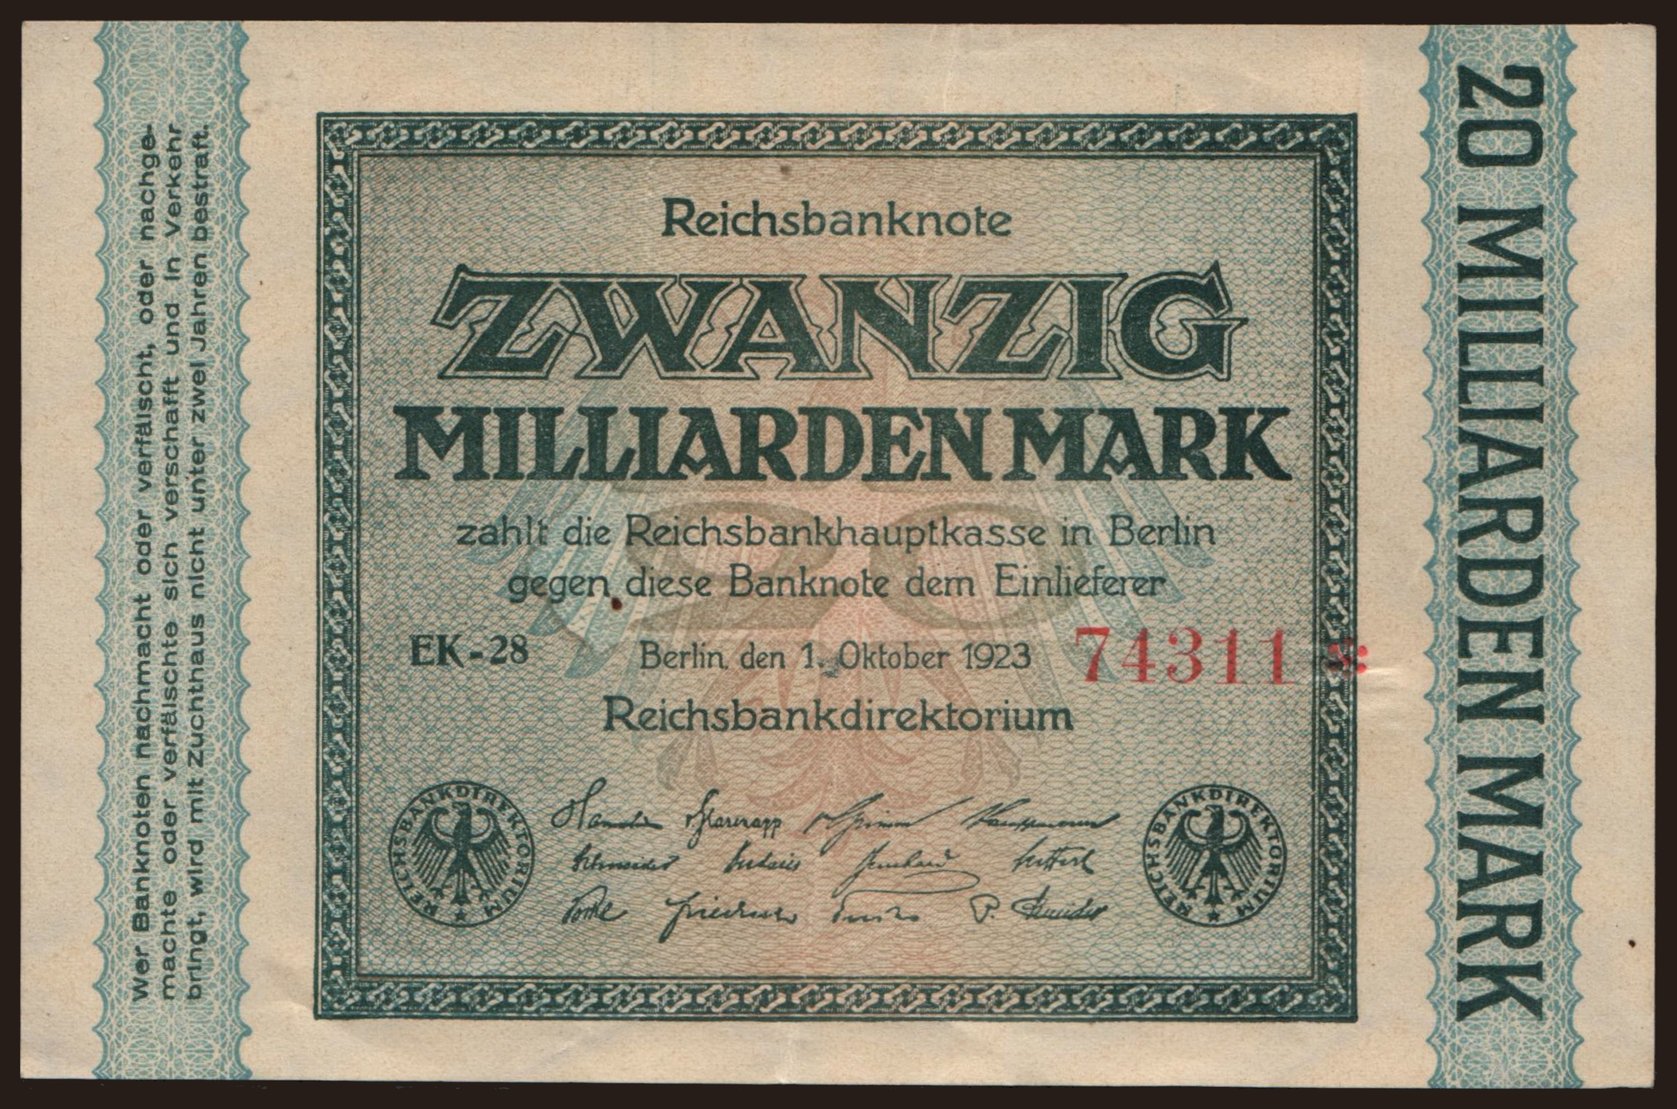 Wer Banknoten nachmacht oder verfälscht, oder nachge-
machte oder verfälschte sich verschafft und in Verkehr
bringt, wird mit Zuchthaus nicht unter zwei Jahren bestraft.
Reichsbanknote
ZWANZIG
MILLIARDEN MARK
20
zahlt die Reichsbankhauptkasse in Berlin
gegen diese Banknote dem Einlieferer
EK-28 Berlin, den 1. Oktober 1923 74311 *
Reichsbankdirektorium
REICHSBANKDIREKTORIUM
REICHSBANKDIREKTORIUM
20 MILLIARDEN MARK